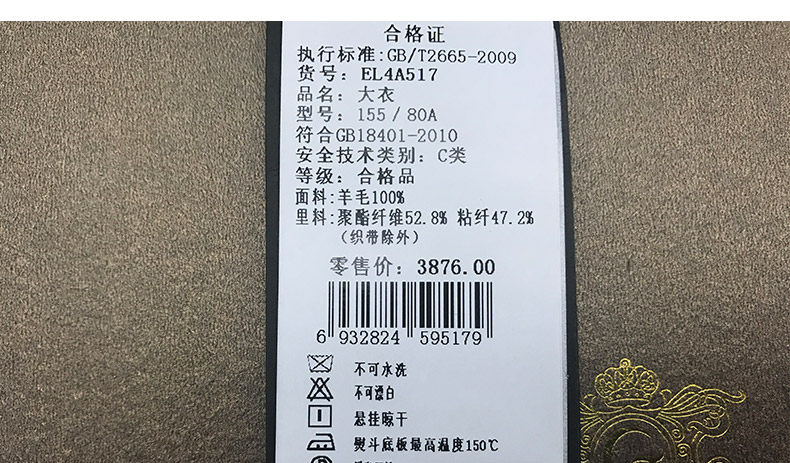 合格证
执行标准:GB/T2665-2009
货号: EL4A517
品名: 大衣
型号: 155/80A
符合GB18401-2010
安全技术类别: C类
等级: 合格品
面料:羊毛100%
里料:聚酯纤维52.8% 粘纤47.2%
(织带除外)
零售价: 3876.00
6 932824 595179
不可水洗
不可漂白
悬挂晾干
熨斗底板最高温度150℃